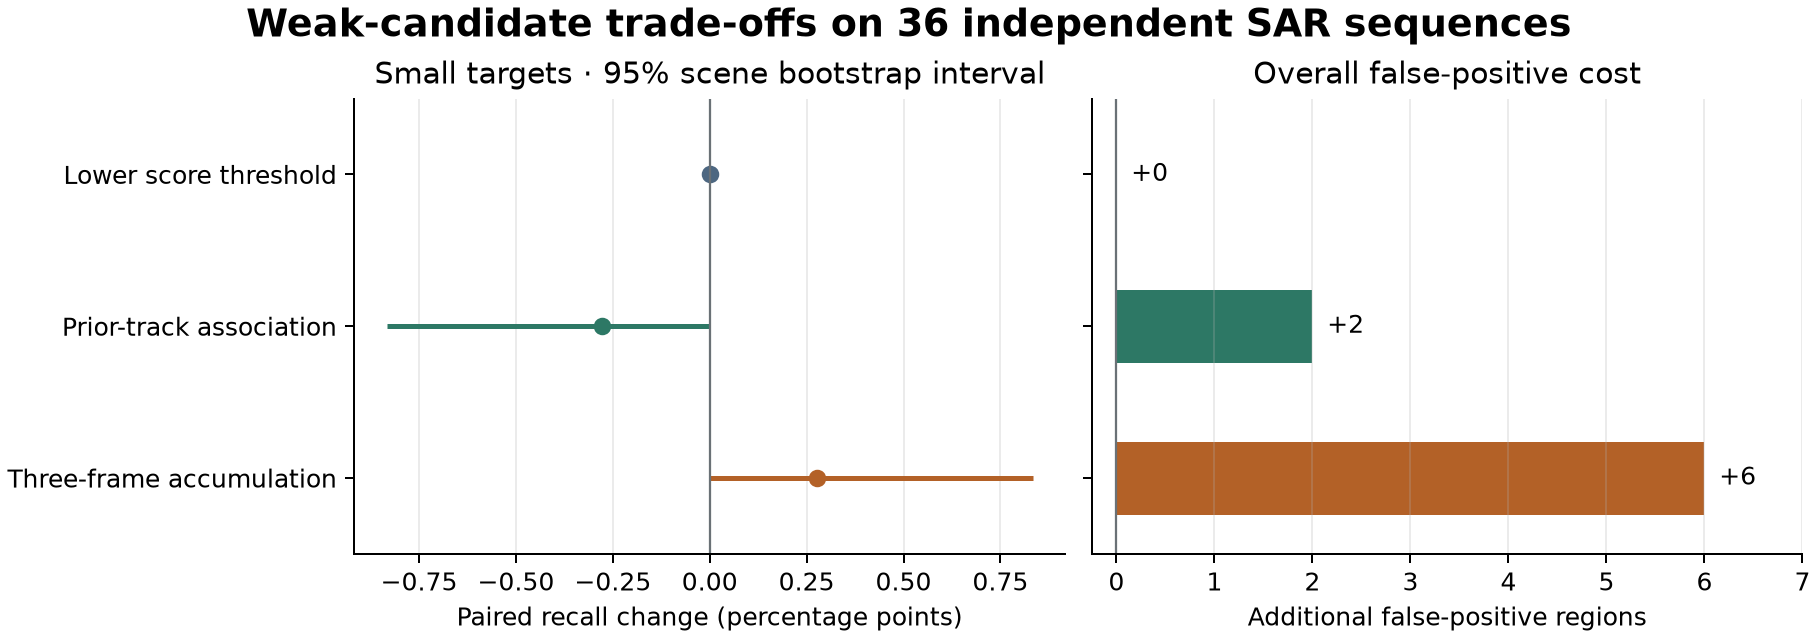 Weak-candidate trade-offs on 36 independent SAR sequences
Small targets · 95% scene bootstrap interval
Lower score threshold
Prior-track association
Three-frame accumulation
−0.75 −0.50 −0.25 0.00 0.25 0.50 0.75
Paired recall change (percentage points)
Overall false-positive cost
+0
+2
+6
0 1 2 3 4 5 6 7
Additional false-positive regions